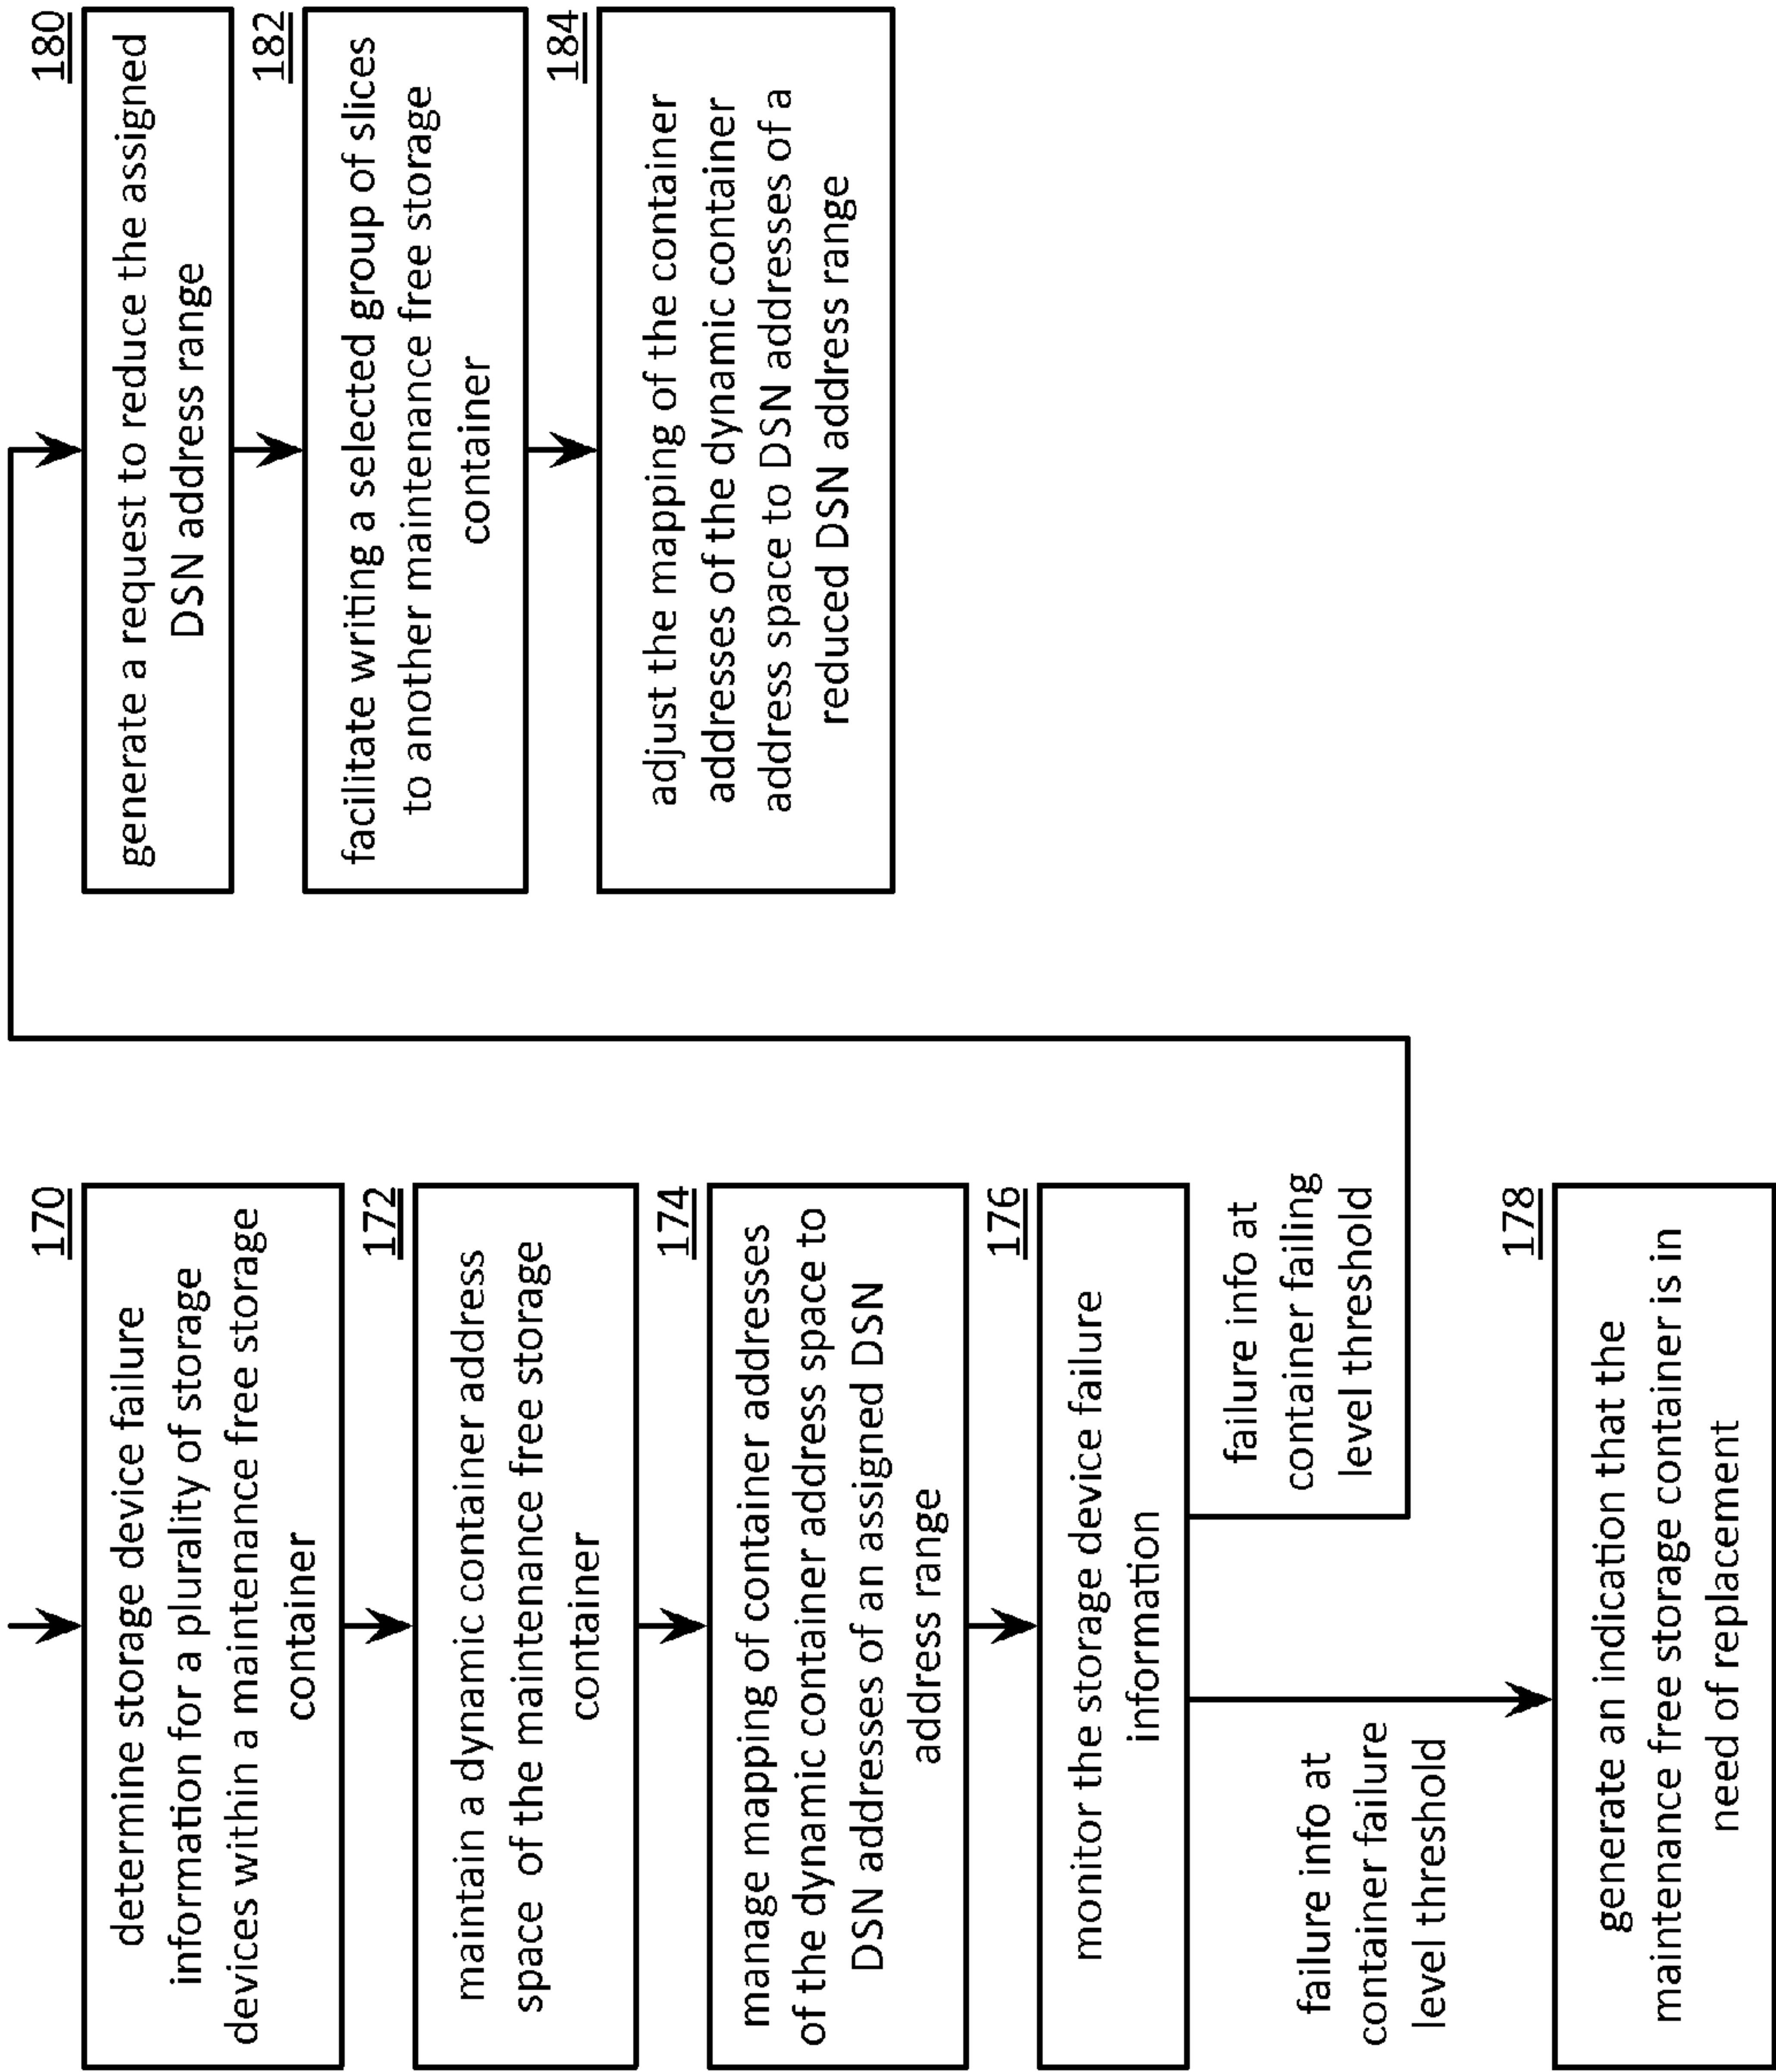 170
determine storage device failure
information for a plurality of storage
devices within a maintenance free storage
container
172
maintain a dynamic container address
space of the maintenance free storage
container
174
manage mapping of container addresses
of the dynamic container address space to
DSN addresses of an assigned DSN
address range
176
monitor the storage device failure
information
failure info at
container failure
level threshold
failure info at
container failing
level threshold
178
generate an indication that the
maintenance free storage container is in
need of replacement
180
generate a request to reduce the assigned
DSN address range
182
facilitate writing a selected group of slices
to another maintenance free storage
container
184
adjust the mapping of the container
addresses of the dynamic container
address space to DSN addresses of a
reduced DSN address range